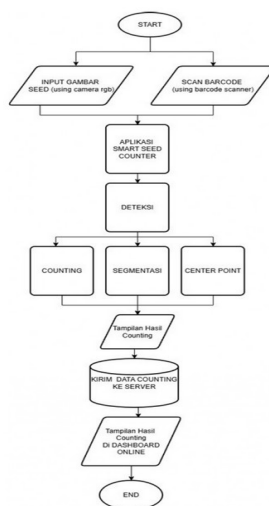 START
INPUT GAMBAR
SEED (using camera rgb)
SCAN BARCODE
(using barcode scanner)
APLIKASI
SMART SEED
COUNTER
DETEKSI
COUNTING
SEGMENTASI
CENTER POINT
Tampilan Hasil
Counting
KIRIM DATA COUNTING
KE SERVER
Tampilan Hasil
Counting
Di DASHBOARD
ONLINE
END